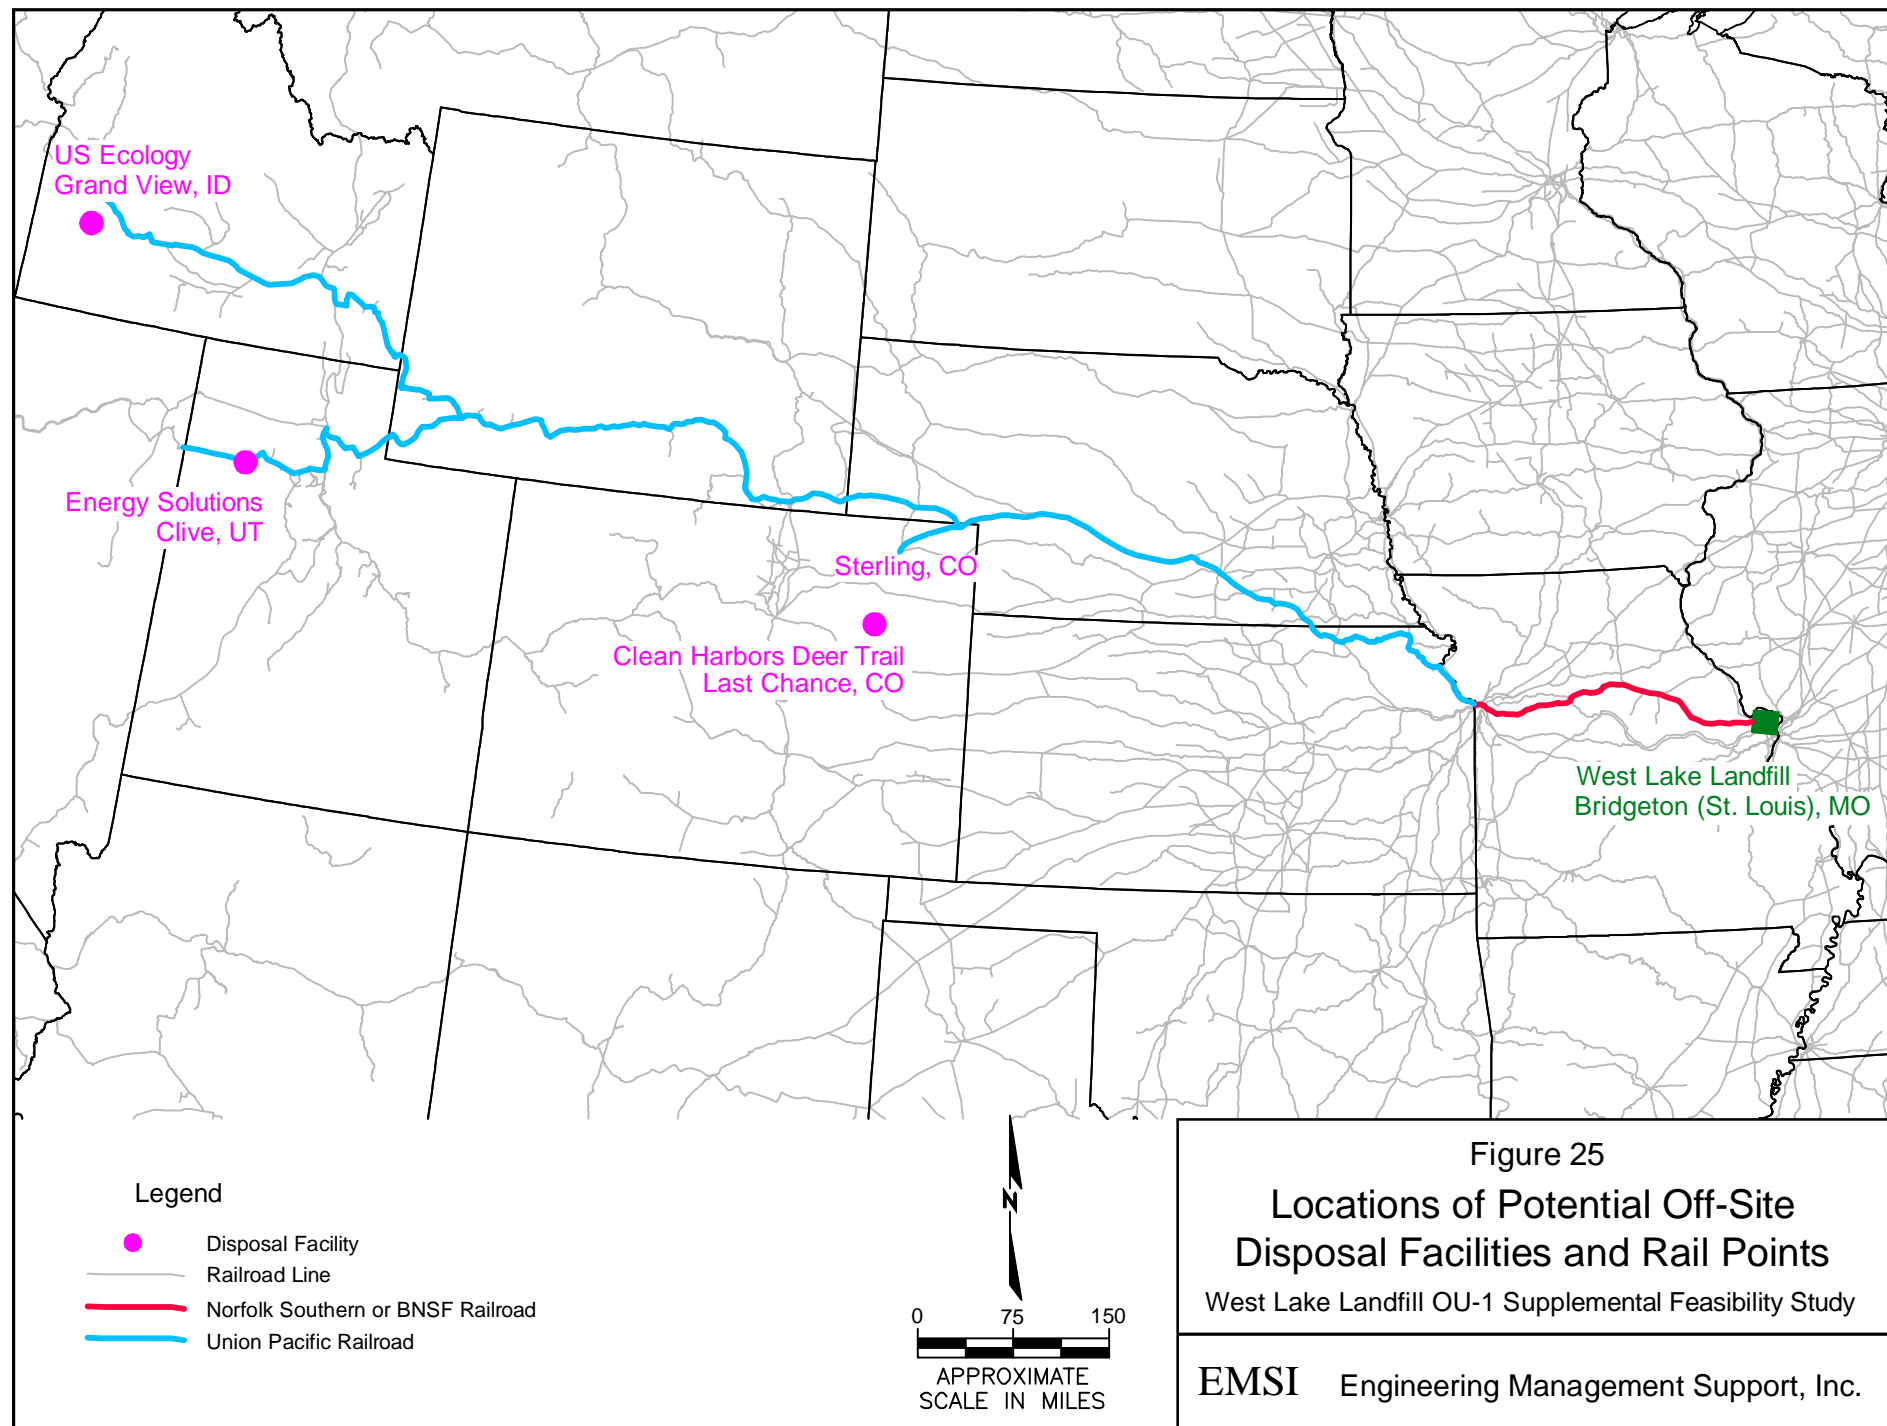 US Ecology
Grand View, ID
Energy Solutions
Clive, UT
Sterling, CO
Clean Harbors Deer Trail
Last Chance, CO
West Lake Landfill
Bridgeton (St. Louis), MO
Legend
Disposal Facility
Railroad Line
Norfolk Southern or BNSF Railroad
Union Pacific Railroad
N
0 75 150
APPROXIMATE
SCALE IN MILES
Figure 25
Locations of Potential Off-Site
Disposal Facilities and Rail Points
West Lake Landfill OU-1 Supplemental Feasibility Study
EMSI Engineering Management Support, Inc.